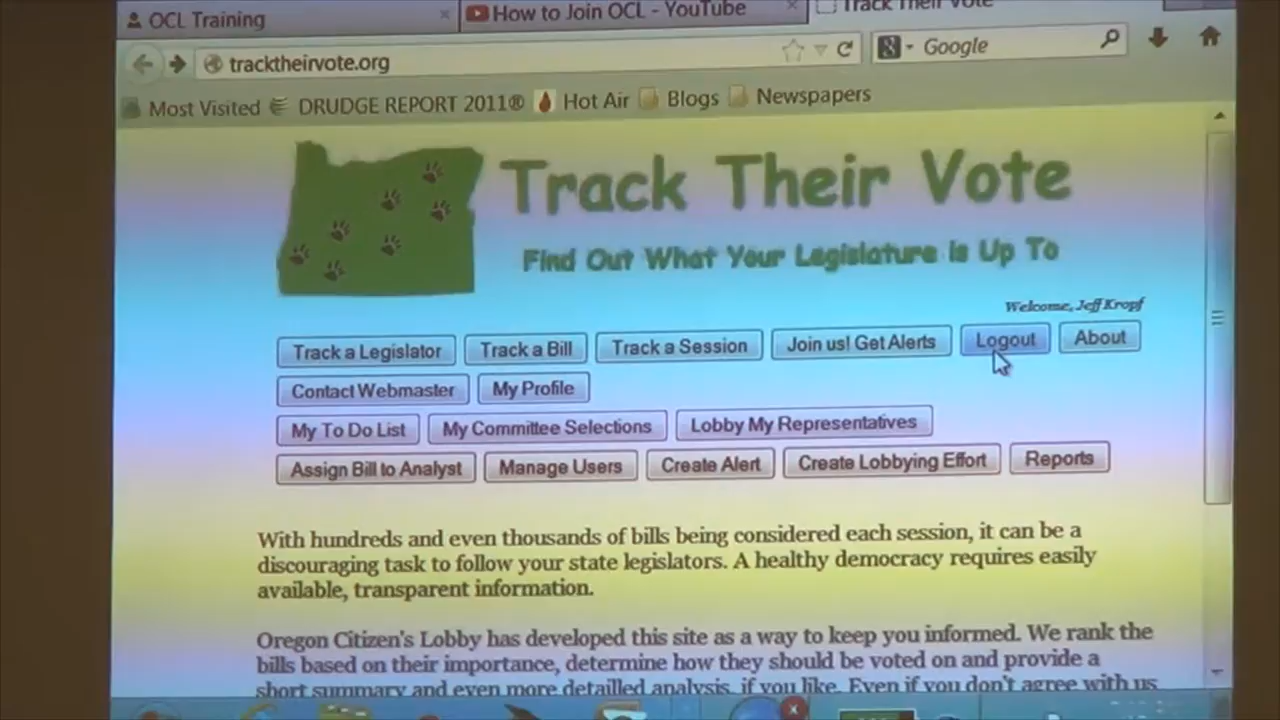 OCL Training
How to Join OCL - YouTube
Track Their Vote
tracktheirvote.org
Google
Most Visited DRUDGE REPORT 2011® Hot Air Blogs Newspapers
Track Their Vote
Find Out What Your Legislature is Up To
Welcome, Jeff Kropf
Track a Legislator Track a Bill Track a Session Join us! Get Alerts Logout About
Contact Webmaster My Profile
My To Do List My Committee Selections Lobby My Representatives
Assign Bill to Analyst Manage Users Create Alert Create Lobbying Effort Reports
With hundreds and even thousands of bills being considered each session, it can be a
discouraging task to follow your state legislators. A healthy democracy requires easily
available, transparent information.
Oregon Citizen's Lobby has developed this site as a way to keep you informed. We rank the
bills based on their importance, determine how they should be voted on and provide a
short summary and even more detailled analysis, if you like. Even if you don't agree with us